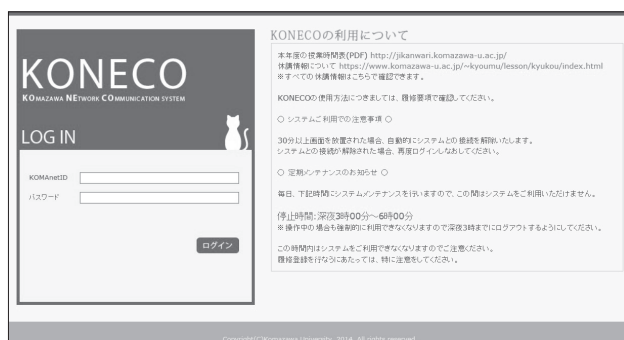 KONECO
KOMAZAWA NETWORK COMMUNICATION SYSTEM
LOG IN
KOMAnetID
パスワード
ログイン
KONECOの利用について
本年度の授業時間表(PDF) http://jikanwari.komazawa-u.ac.jp/
休講情報について https://www.komazawa-u.ac.jp/~kyoumu/lesson/kyukou/index.html
※すべての休講情報はこちらで確認できます。
KONECOの使用方法につきましては、履修要項で確認してください。
○ システムご利用での注意事項 ○
30分以上画面を放置された場合、自動的にシステムとの接続を解除いたします。
システムとの接続が解除された場合、再度ログインしなおしてください。
○ 定期メンテナンスのお知らせ ○
毎日、下記時間にシステムメンテナンスを行いますので、この間はシステムをご利用いただけません。
停止時間:深夜3時00分～6時00分
※操作中の場合も強制的に利用できなくなりますので深夜3時までにログアウトするようにしてください。
この時間内はシステムをご利用できなくなりますのでご注意ください。
履修登録を行なうにあたっては、特に注意をしてください。
Copyright(C)Komazawa University, 2014, All rights reserved